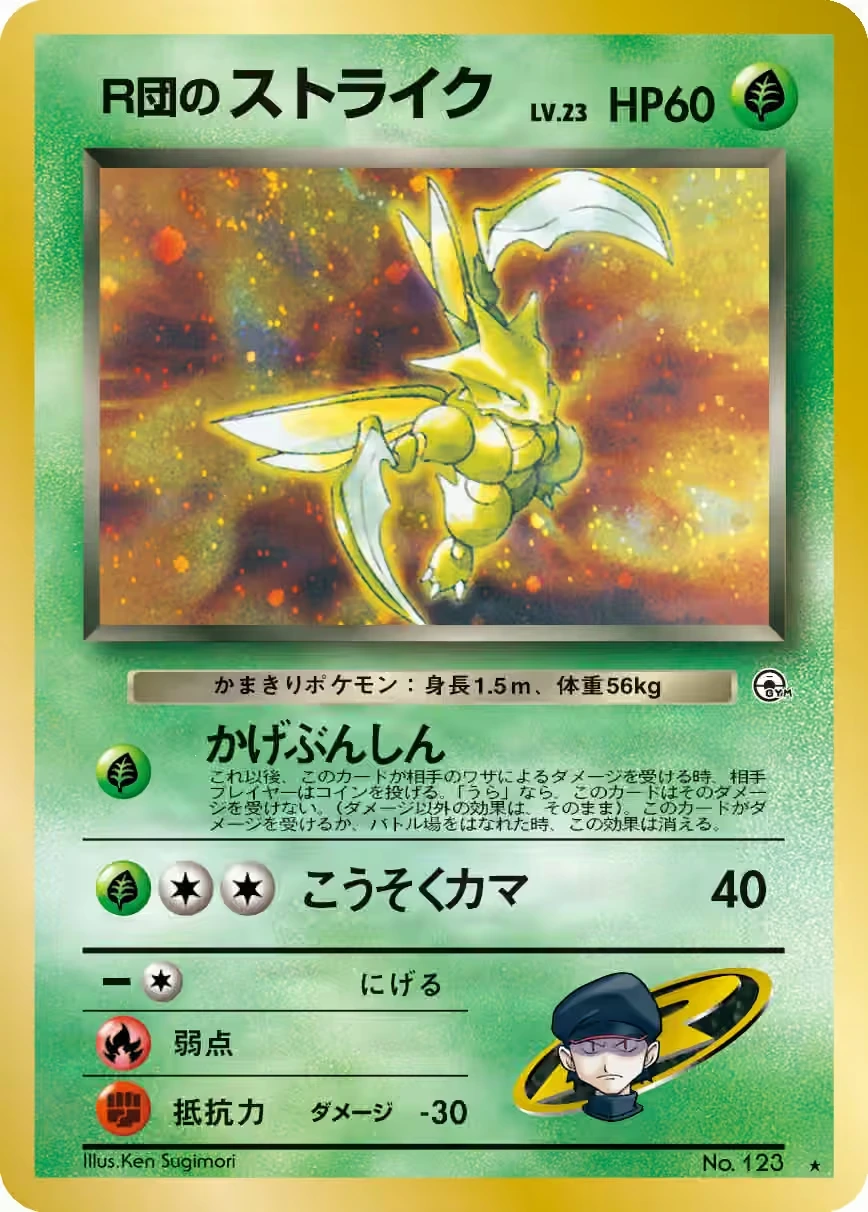 R団のストライク LV.23 HP60
かまきりポケモン：身長1.5m、体重56kg
GYM
かげぶんしん
これ以後、このカードが相手のワザによるダメージを受ける時、相手
プレイヤーはコインを投げる。「うら」なら、このカードはそのダメー
ジを受けない。（ダメージ以外の効果は、そのまま）。このカードがダ
メージを受けるか、バトル場をはなれた時、この効果は消える。
こうそくカマ 40
にげる
弱点
抵抗力 ダメージ -30
R
Illus.Ken Sugimori No. 123 ★